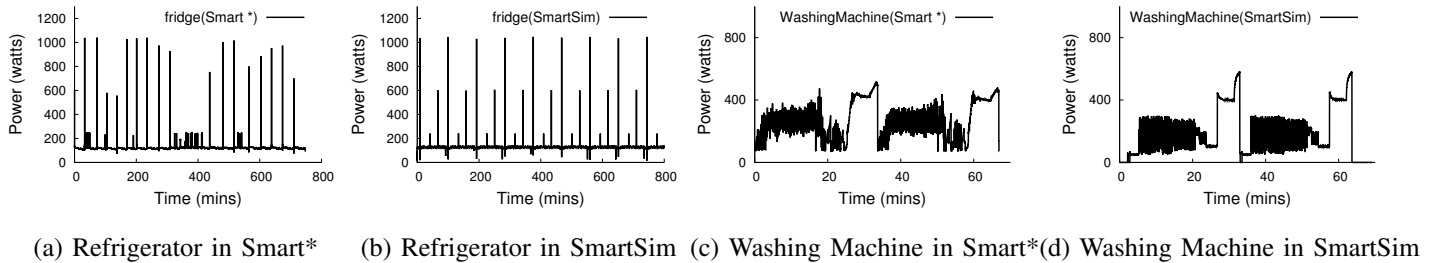 fridge(Smart *)
1200
1000
800
600
400
200
0
Power (watts)
0 200 400 600 800
Time (mins)
(a) Refrigerator in Smart*
fridge(SmartSim)
1200
1000
800
600
400
200
0
Power (watts)
0 200 400 600 800
Time (mins)
(b) Refrigerator in SmartSim
WashingMachine(Smart *)
800
400
0
Power (watts)
0 20 40 60
Time (mins)
(c) Washing Machine in Smart*
WashingMachine(SmartSim)
800
400
0
Power (watts)
0 20 40 60
Time (mins)
(d) Washing Machine in SmartSim